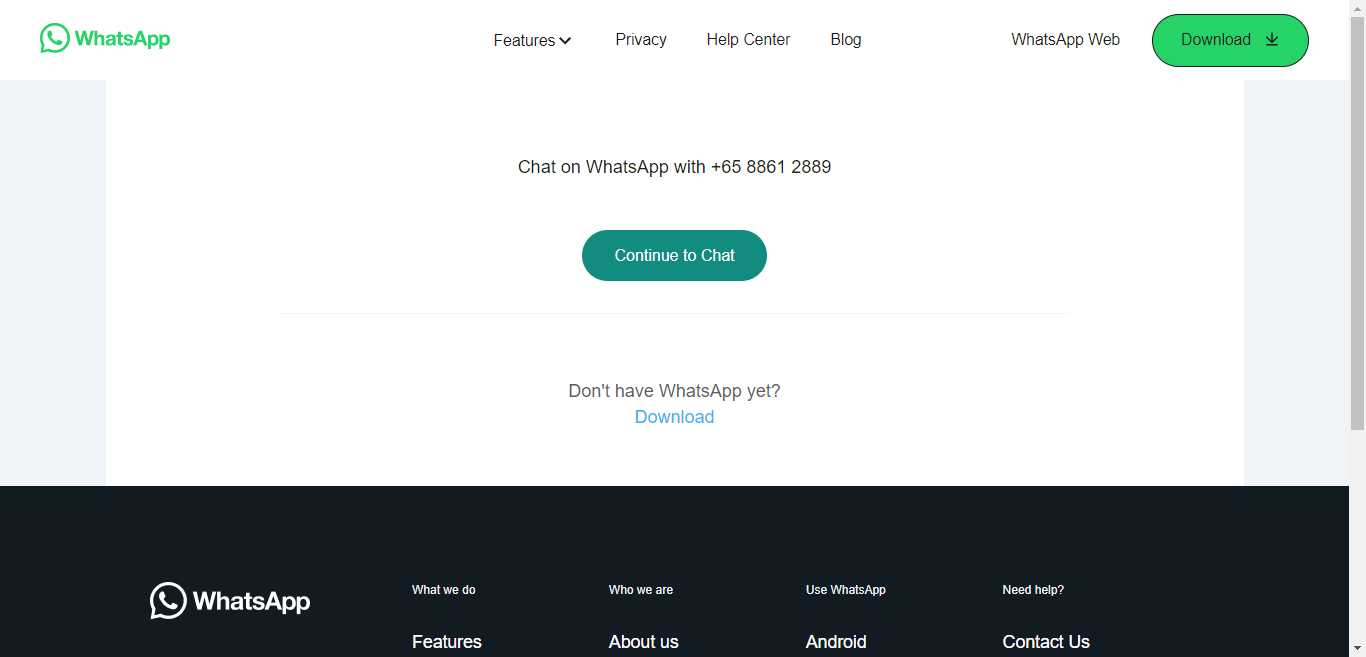 WhatsApp
Features
Privacy
Help Center
Blog
WhatsApp Web
Download
Chat on WhatsApp with +65 8861 2889
Continue to Chat
Don't have WhatsApp yet?
Download
WhatsApp
What we do
Features
Who we are
About us
Use WhatsApp
Android
Need help?
Contact Us